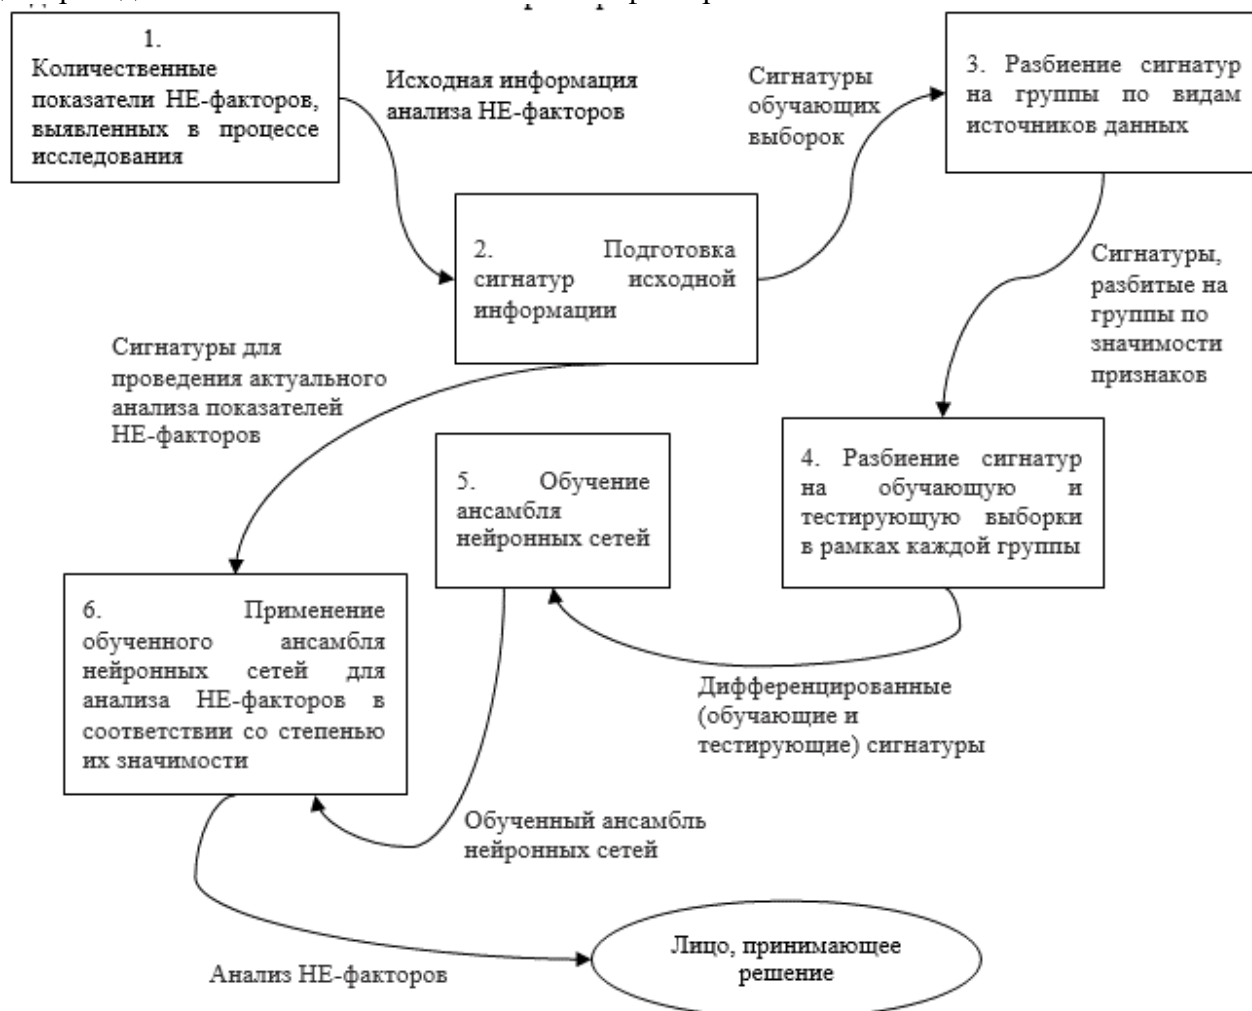 1.
Количественные
показатели НЕ-факторов,
выявленных в процессе
исследования
Исходная информация
анализа НЕ-факторов
Сигнатуры
обучающих
выборок
3. Разбиение сигнатур
на группы по видам
источников данных
2. Подготовка
сигнатур исходной
информации
Сигнатуры,
разбитые на
группы по
значимости
признаков
Сигнатуры для
проведения актуального
анализа показателей
НЕ-факторов
5. Обучение
ансамбля
нейронных сетей
4. Разбиение сигнатур
на обучающую и
тестирующую выборки
в рамках каждой группы
6. Применение
обученного ансамбля
нейронных сетей для
анализа НЕ-факторов в
соответствии со степенью
их значимости
Дифференцированные
(обучающие и
тестирующие) сигнатуры
Обученный ансамбль
нейронных сетей
Анализ НЕ-факторов
Лицо, принимающее
решение